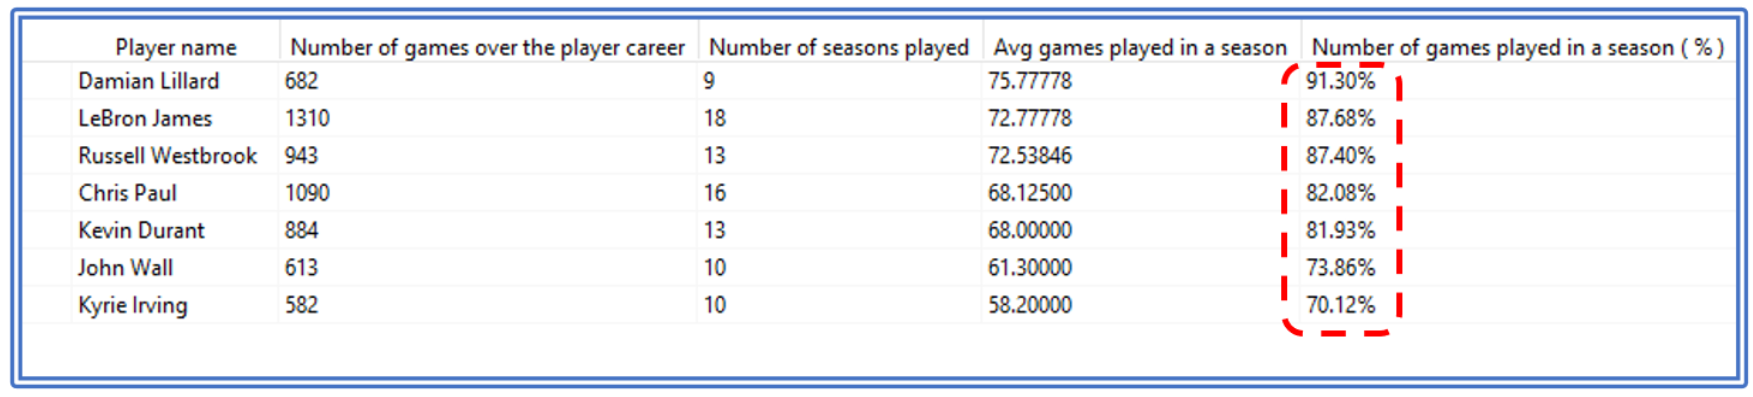 Player name Number of games over the player career Number of seasons played Avg games played in a season Number of games played in a season ( % )
Damian Lillard 682 9 75.77778 91.30%
LeBron James 1310 18 72.77778 87.68%
Russell Westbrook 943 13 72.53846 87.40%
Chris Paul 1090 16 68.12500 82.08%
Kevin Durant 884 13 68.00000 81.93%
John Wall 613 10 61.30000 73.86%
Kyrie Irving 582 10 58.20000 70.12%